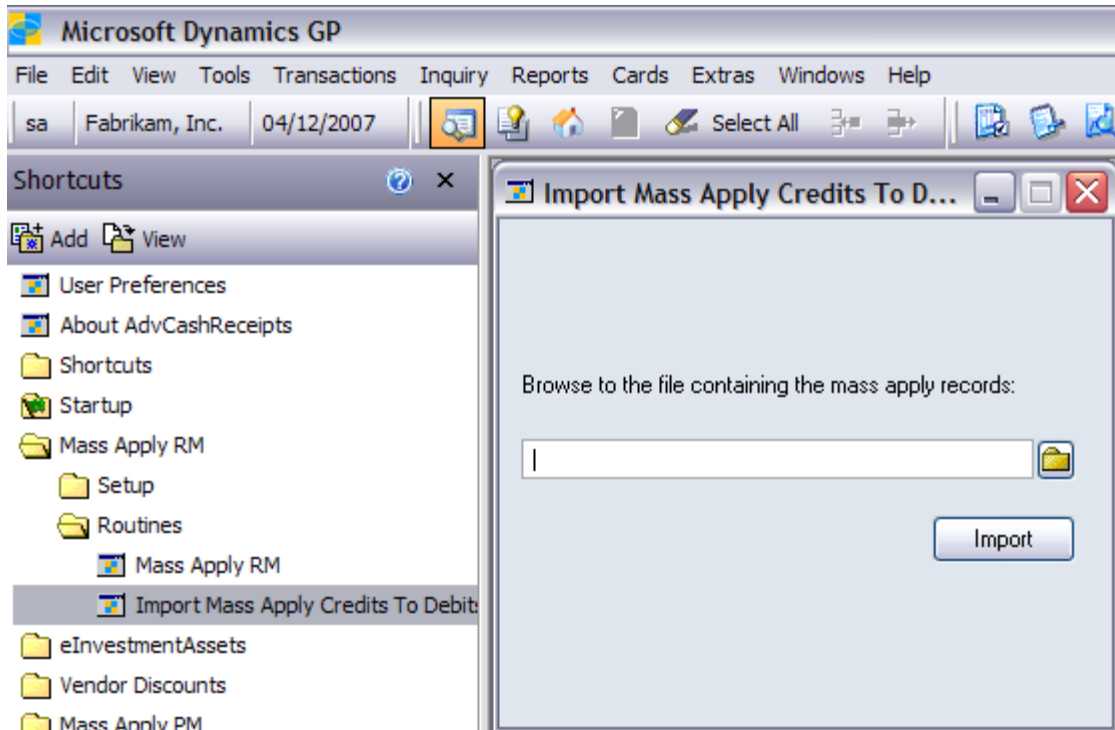 Microsoft Dynamics GP
File Edit View Tools Transactions Inquiry Reports Cards Extras Windows Help
sa Fabrikam, Inc. 04/12/2007 Select All
Shortcuts
Add View
User Preferences
About AdvCashReceipts
Shortcuts
Startup
Mass Apply RM
Setup
Routines
Mass Apply RM
Import Mass Apply Credits To Debits
eInvestmentAssets
Vendor Discounts
Mass Apply PM
Import Mass Apply Credits To D...
Browse to the file containing the mass apply records:
Import